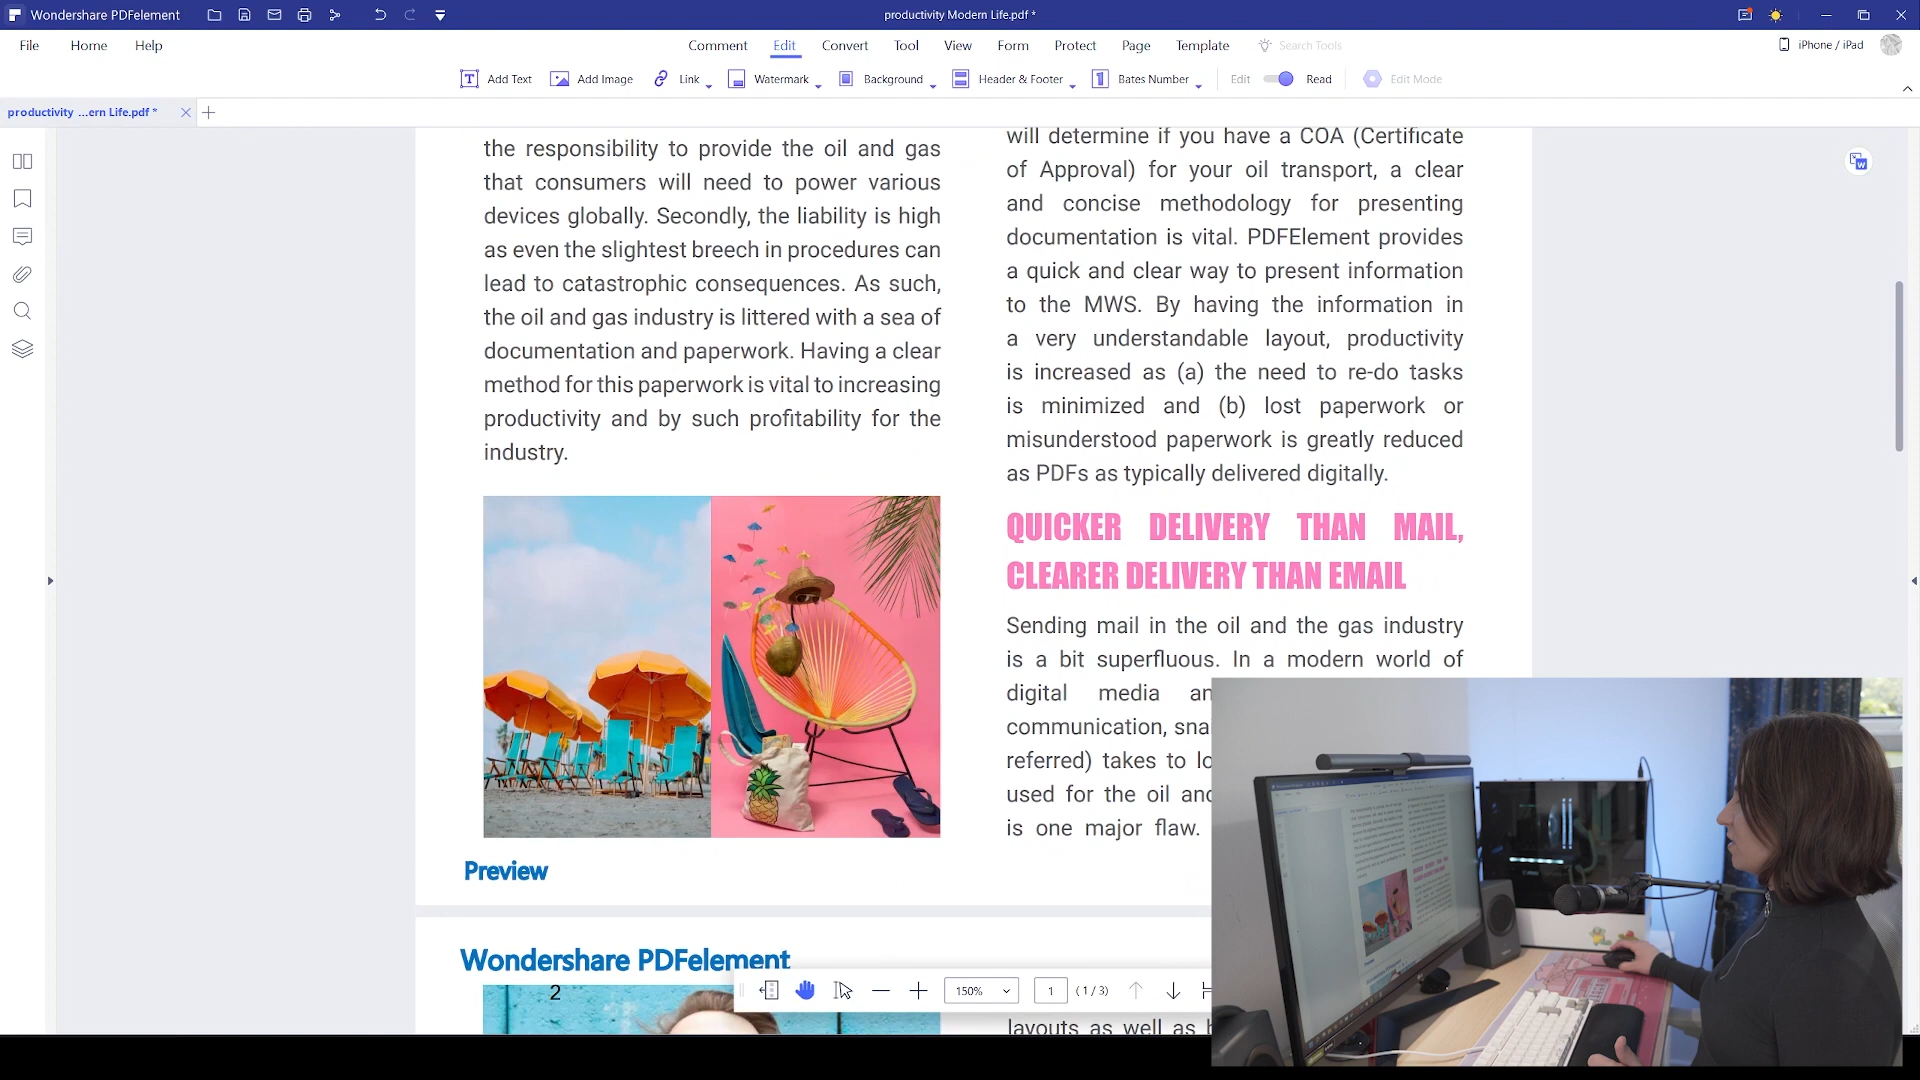 Wondershare PDFelement
productivity Modern Life.pdf *
File Home Help
Comment Edit Convert Tool View Form Protect Page Template Search Tools
iPhone / iPad
Add Text Add Image Link Watermark Background Header & Footer Bates Number Edit Read Edit Mode
productivity ...ern Life.pdf *
the responsibility to provide the oil and gas
that consumers will need to power various
devices globally. Secondly, the liability is high
as even the slightest breech in procedures can
lead to catastrophic consequences. As such,
the oil and gas industry is littered with a sea of
documentation and paperwork. Having a clear
method for this paperwork is vital to increasing
productivity and by such profitability for the
industry.
Preview
will determine if you have a COA (Certificate
of Approval) for your oil transport, a clear
and concise methodology for presenting
documentation is vital. PDFElement provides
a quick and clear way to present information
to the MWS. By having the information in
a very understandable layout, productivity
is increased as (a) the need to re-do tasks
is minimized and (b) lost paperwork or
misunderstood paperwork is greatly reduced
as PDFs as typically delivered digitally.
QUICKER DELIVERY THAN MAIL,
CLEARER DELIVERY THAN EMAIL
Sending mail in the oil and the gas industry
is a bit superfluous. In a modern world of
digital media an
communication, sna
referred) takes to lo
used for the oil and
is one major flaw.
Wondershare PDFelement
2
150% 1 (1/3)
layouts as well as